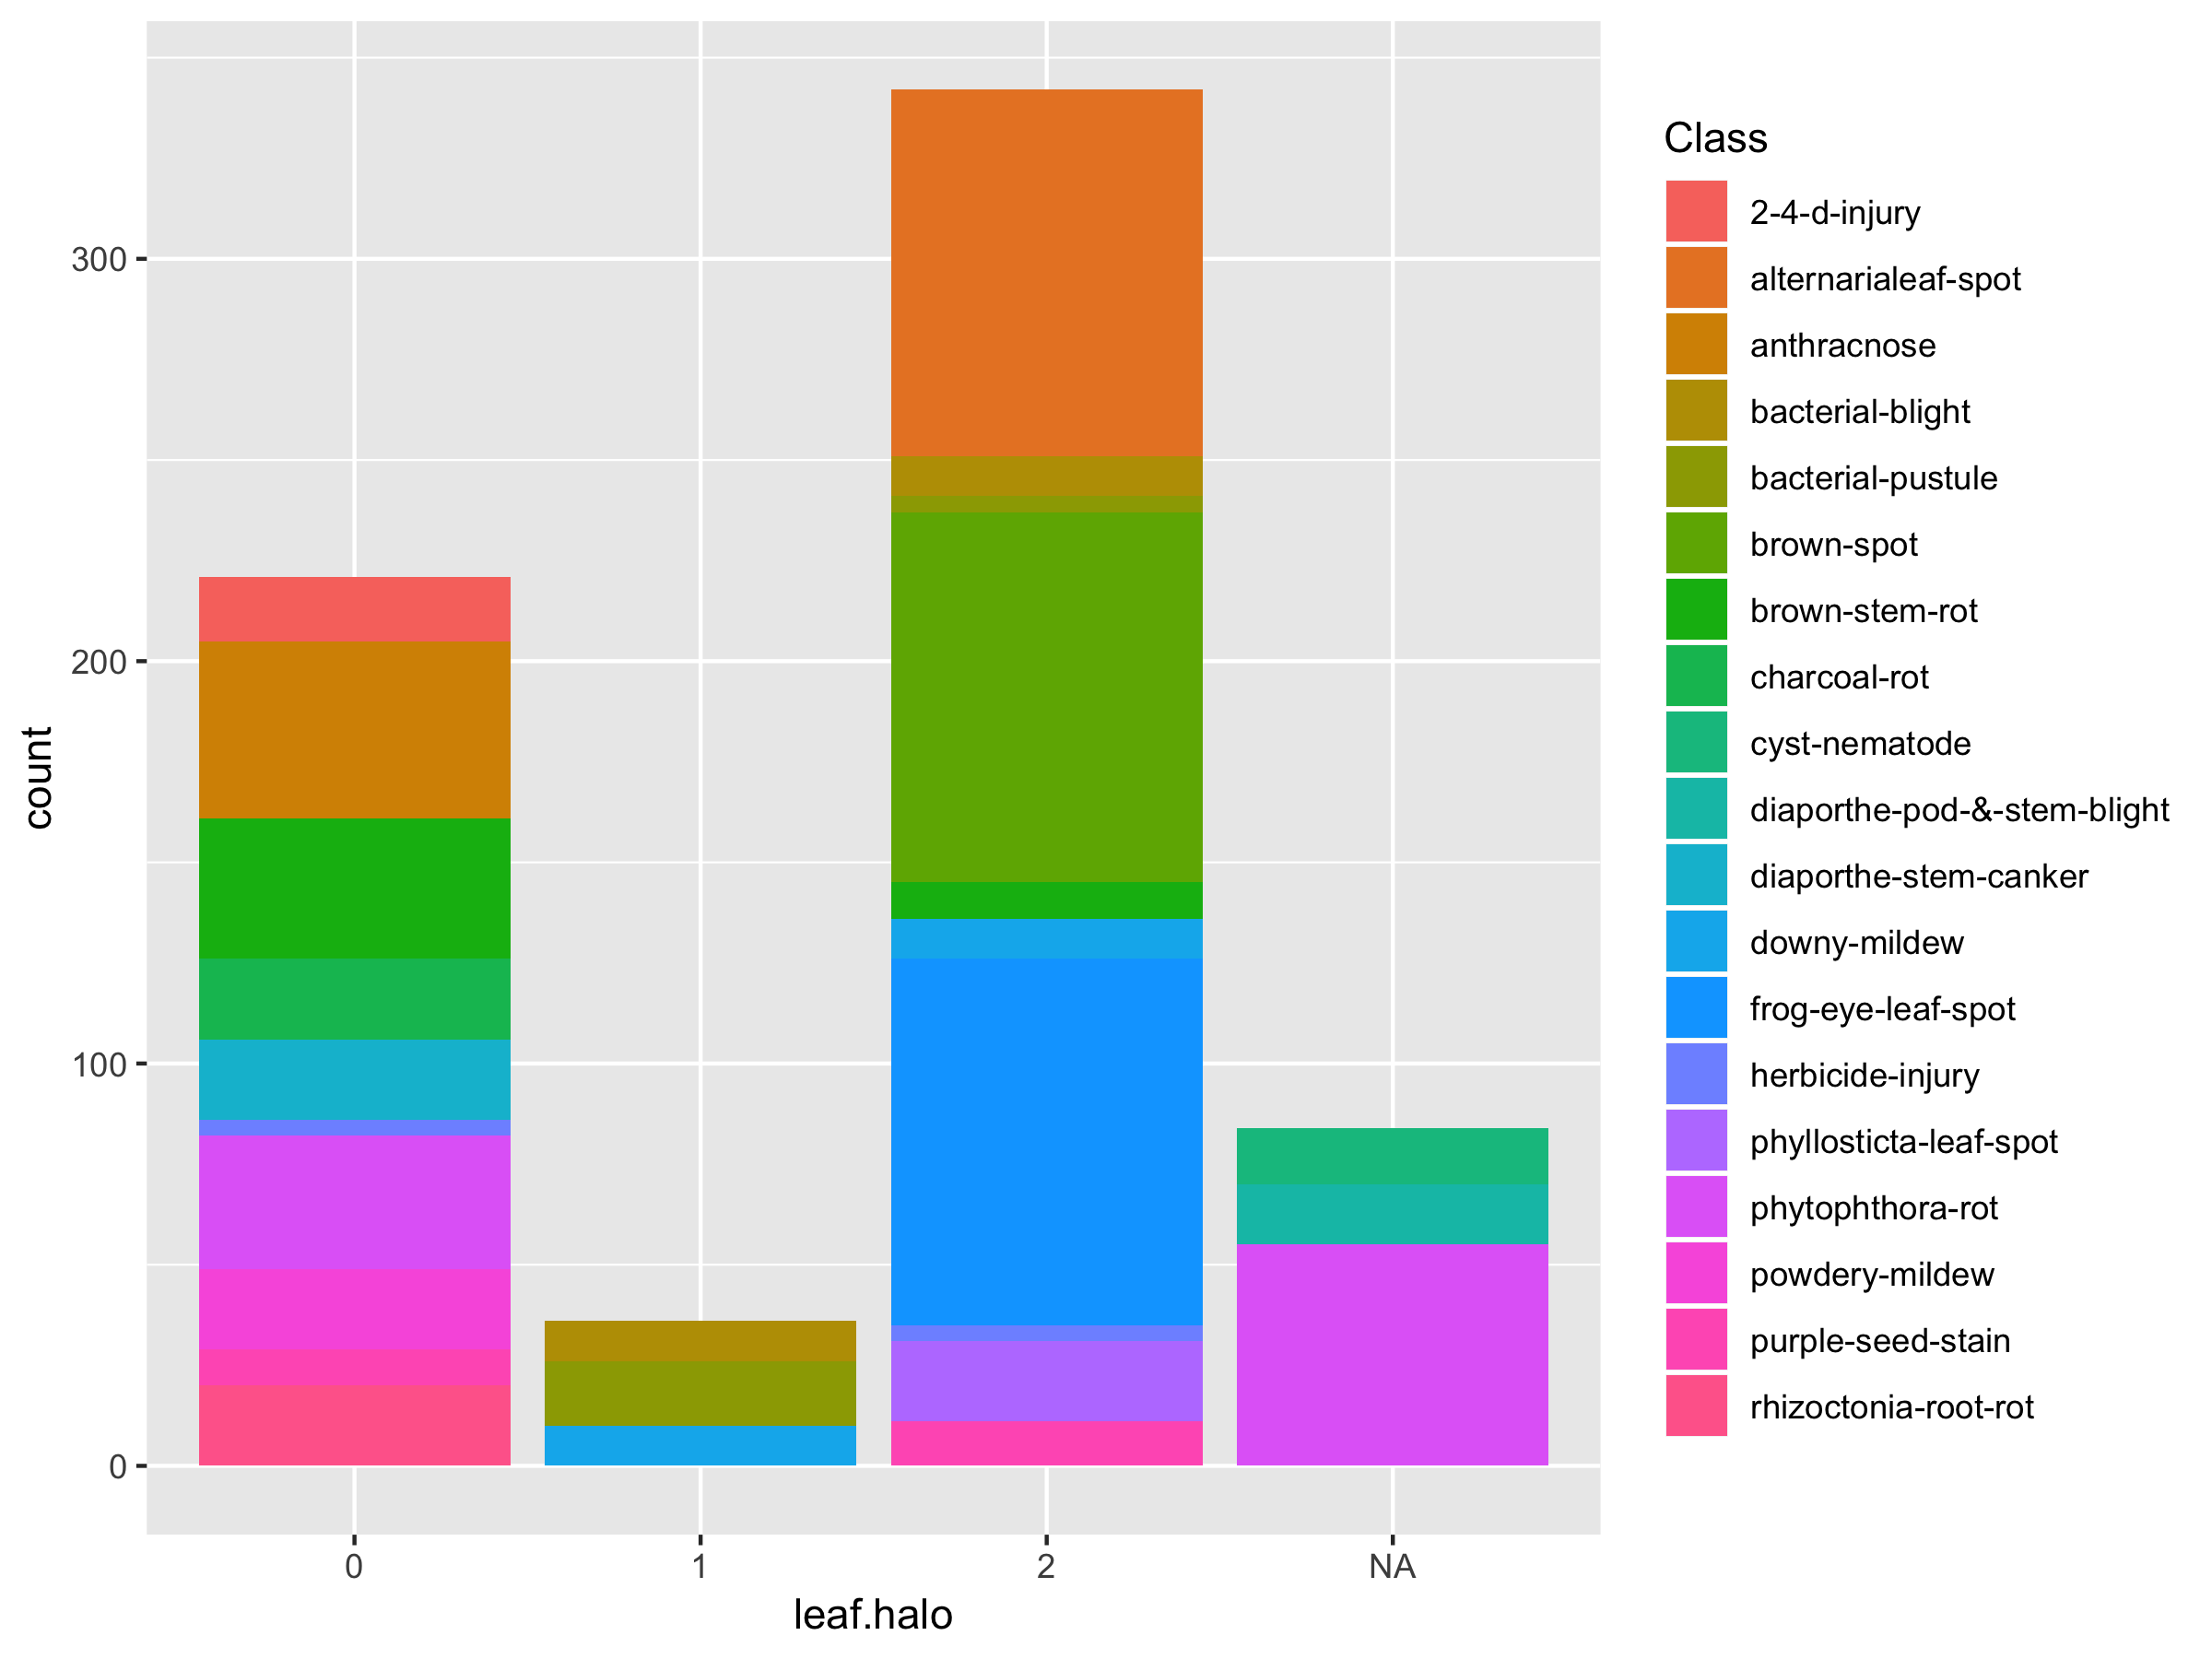 count
300
200
100
0
0
1
2
NA
leaf.halo
Class
2-4-d-injury
alternarialeaf-spot
anthracnose
bacterial-blight
bacterial-pustule
brown-spot
brown-stem-rot
charcoal-rot
cyst-nematode
diaporthe-pod-&-stem-blight
diaporthe-stem-canker
downy-mildew
frog-eye-leaf-spot
herbicide-injury
phyllosticta-leaf-spot
phytophthora-rot
powdery-mildew
purple-seed-stain
rhizoctonia-root-rot